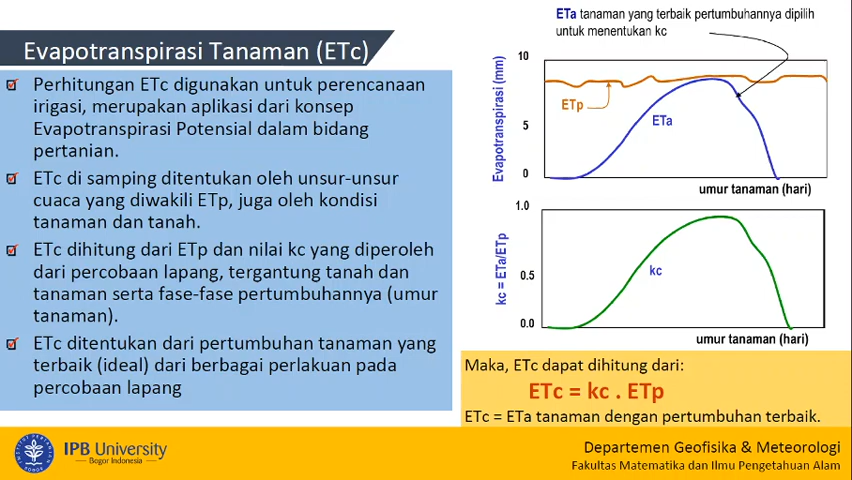 Evapotranspirasi Tanaman (ETc)
Perhitungan ETc digunakan untuk perencanaan
irigasi, merupakan aplikasi dari konsep
Evapotranspirasi Potensial dalam bidang
pertanian.
ETc di samping ditentukan oleh unsur-unsur
cuaca yang diwakili ETp, juga oleh kondisi
tanaman dan tanah.
ETc dihitung dari ETp dan nilai kc yang diperoleh
dari percobaan lapang, tergantung tanah dan
tanaman serta fase-fase pertumbuhannya (umur
tanaman).
ETc ditentukan dari pertumbuhan tanaman yang
terbaik (ideal) dari berbagai perlakuan pada
percobaan lapang
ETa tanaman yang terbaik pertumbuhannya dipilih
untuk menentukan kc
Evapotranspirasi (mm)
10
5
0
ETp
ETa
umur tanaman (hari)
kc = ETa/ETp
1.0
0.5
0.0
kc
umur tanaman (hari)
Maka, ETc dapat dihitung dari:
ETc = kc . ETp
ETc = ETa tanaman dengan pertumbuhan terbaik.
IPB University
Bogor Indonesia
Departemen Geofisika & Meteorologi
Fakultas Matematika dan Ilmu Pengetahuan Alam